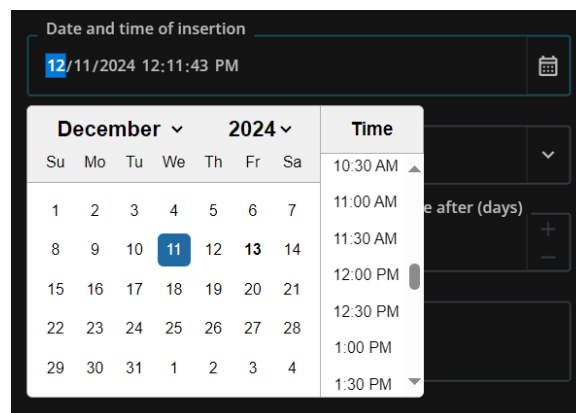 Date and time of insertion
12/11/2024 12:11:43 PM
December 2024 Time
Su Mo Tu We Th Fr Sa
1 2 3 4 5 6 7
8 9 10 11 12 13 14
15 16 17 18 19 20 21
22 23 24 25 26 27 28
29 30 31 1 2 3 4
10:30 AM
11:00 AM
11:30 AM
12:00 PM
12:30 PM
1:00 PM
1:30 PM
e after (days)